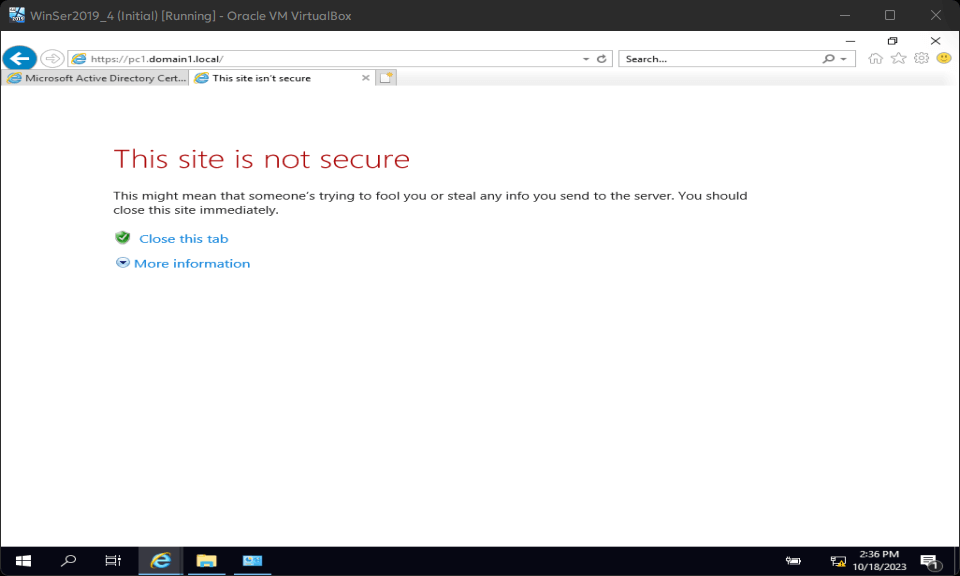 WinSer2019_4 (Initial) [Running] - Oracle VM VirtualBox
https://pc1.domain1.local/
Search...
Microsoft Active Directory Cert...
This site isn't secure
This site is not secure
This might mean that someone's trying to fool you or steal any info you send to the server. You should
close this site immediately.
Close this tab
More information
2:36 PM
10/18/2023
1